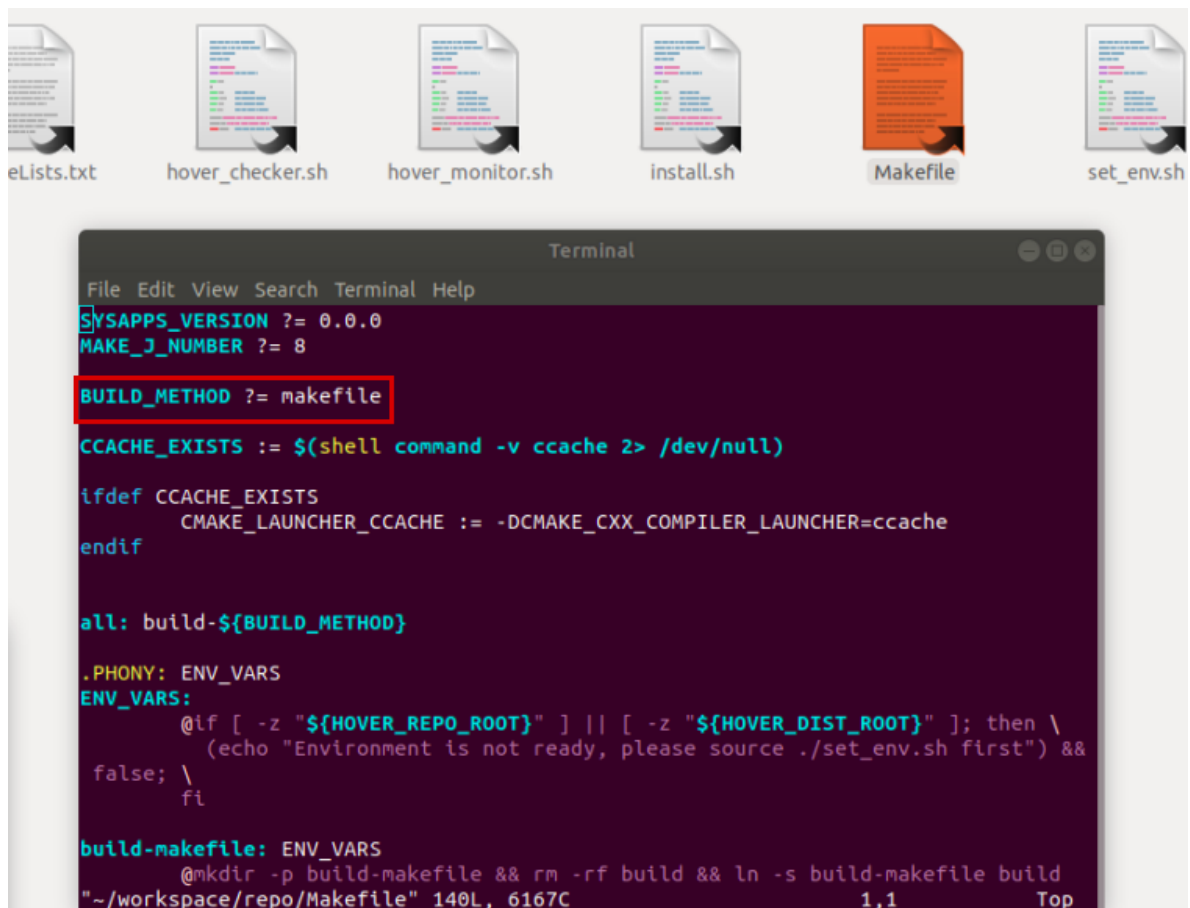 eLists.txt
hover_checker.sh
hover_monitor.sh
install.sh
Makefile
set_env.sh
Terminal
File Edit View Search Terminal Help
SYSAPPS_VERSION ?= 0.0.0
MAKE_J_NUMBER ?= 8
BUILD_METHOD ?= makefile
CCACHE_EXISTS := $(shell command -v ccache 2> /dev/null)
ifdef CCACHE_EXISTS
        CMAKE_LAUNCHER_CCACHE := -DCMAKE_CXX_COMPILER_LAUNCHER=ccache
endif
all: build-${BUILD_METHOD}
.PHONY: ENV_VARS
ENV_VARS:
        @if [ -z "${HOVER_REPO_ROOT}" ] || [ -z "${HOVER_DIST_ROOT}" ]; then \
          (echo "Environment is not ready, please source ./set_env.sh first") &&
 false; \
        fi
build-makefile: ENV_VARS
        @mkdir -p build-makefile && rm -rf build && ln -s build-makefile build
"~/workspace/repo/Makefile" 140L, 6167C 1,1 Top